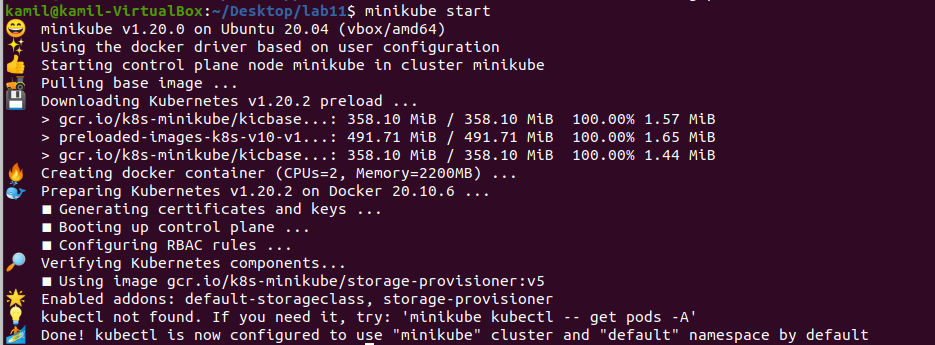 kamil@kamil-VirtualBox:~/Desktop/lab11$ minikube start
😄 minikube v1.20.0 on Ubuntu 20.04 (vbox/amd64)
✨ Using the docker driver based on user configuration
👍 Starting control plane node minikube in cluster minikube
🚜 Pulling base image ...
💾 Downloading Kubernetes v1.20.2 preload ...
> gcr.io/k8s-minikube/kicbase...: 358.10 MiB / 358.10 MiB 100.00% 1.57 MiB
> preloaded-images-k8s-v10-v1...: 491.71 MiB / 491.71 MiB 100.00% 1.65 MiB
> gcr.io/k8s-minikube/kicbase...: 358.10 MiB / 358.10 MiB 100.00% 1.44 MiB
🔥 Creating docker container (CPUs=2, Memory=2200MB) ...
🐳 Preparing Kubernetes v1.20.2 on Docker 20.10.6 ...
▪ Generating certificates and keys ...
▪ Booting up control plane ...
▪ Configuring RBAC rules ...
🔎 Verifying Kubernetes components...
▪ Using image gcr.io/k8s-minikube/storage-provisioner:v5
🌟 Enabled addons: default-storageclass, storage-provisioner
💡 kubectl not found. If you need it, try: 'minikube kubectl -- get pods -A'
🏄 Done! kubectl is now configured to use "minikube" cluster and "default" namespace by default